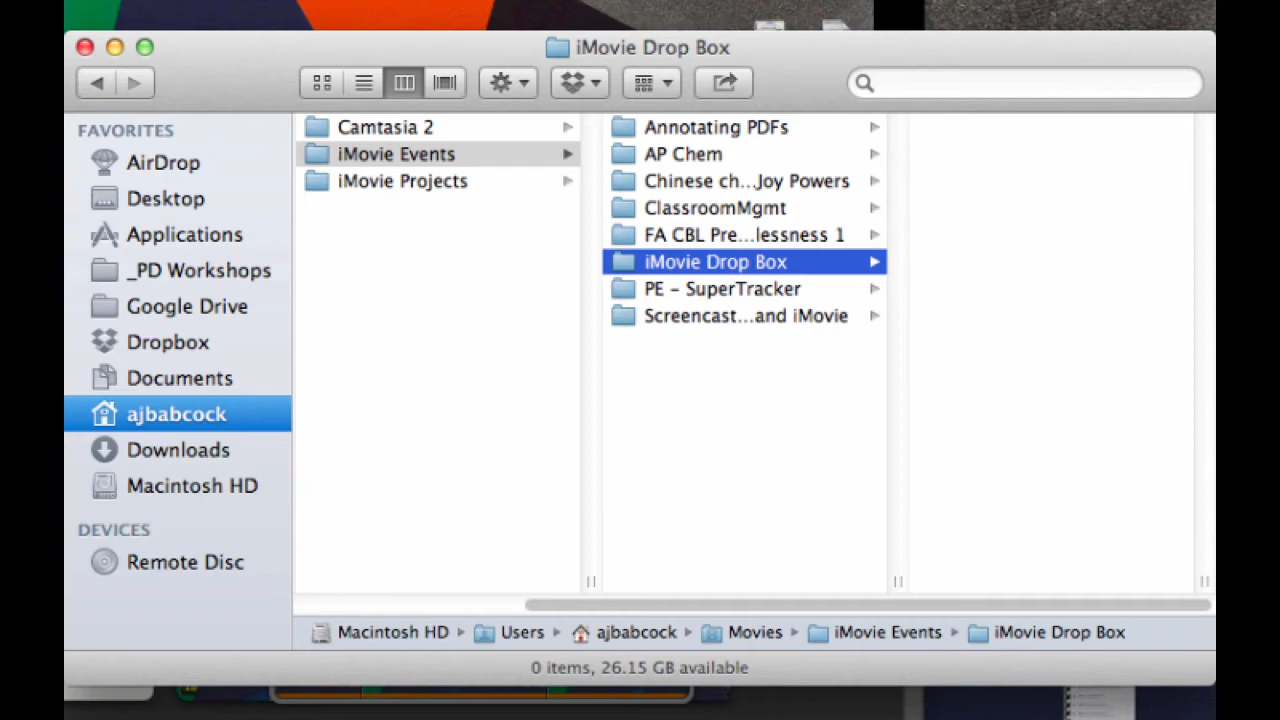 iMovie Drop Box
FAVORITES
AirDrop
Desktop
Applications
_PD Workshops
Google Drive
Dropbox
Documents
ajbabcock
Downloads
Macintosh HD
DEVICES
Remote Disc
Camtasia 2
iMovie Events
iMovie Projects
Annotating PDFs
AP Chem
Chinese ch...Joy Powers
ClassroomMgmt
FA CBL Pre...lessness 1
iMovie Drop Box
PE – SuperTracker
Screencast...and iMovie
Macintosh HD Users ajbabcock Movies iMovie Events iMovie Drop Box
0 items, 26.15 GB available